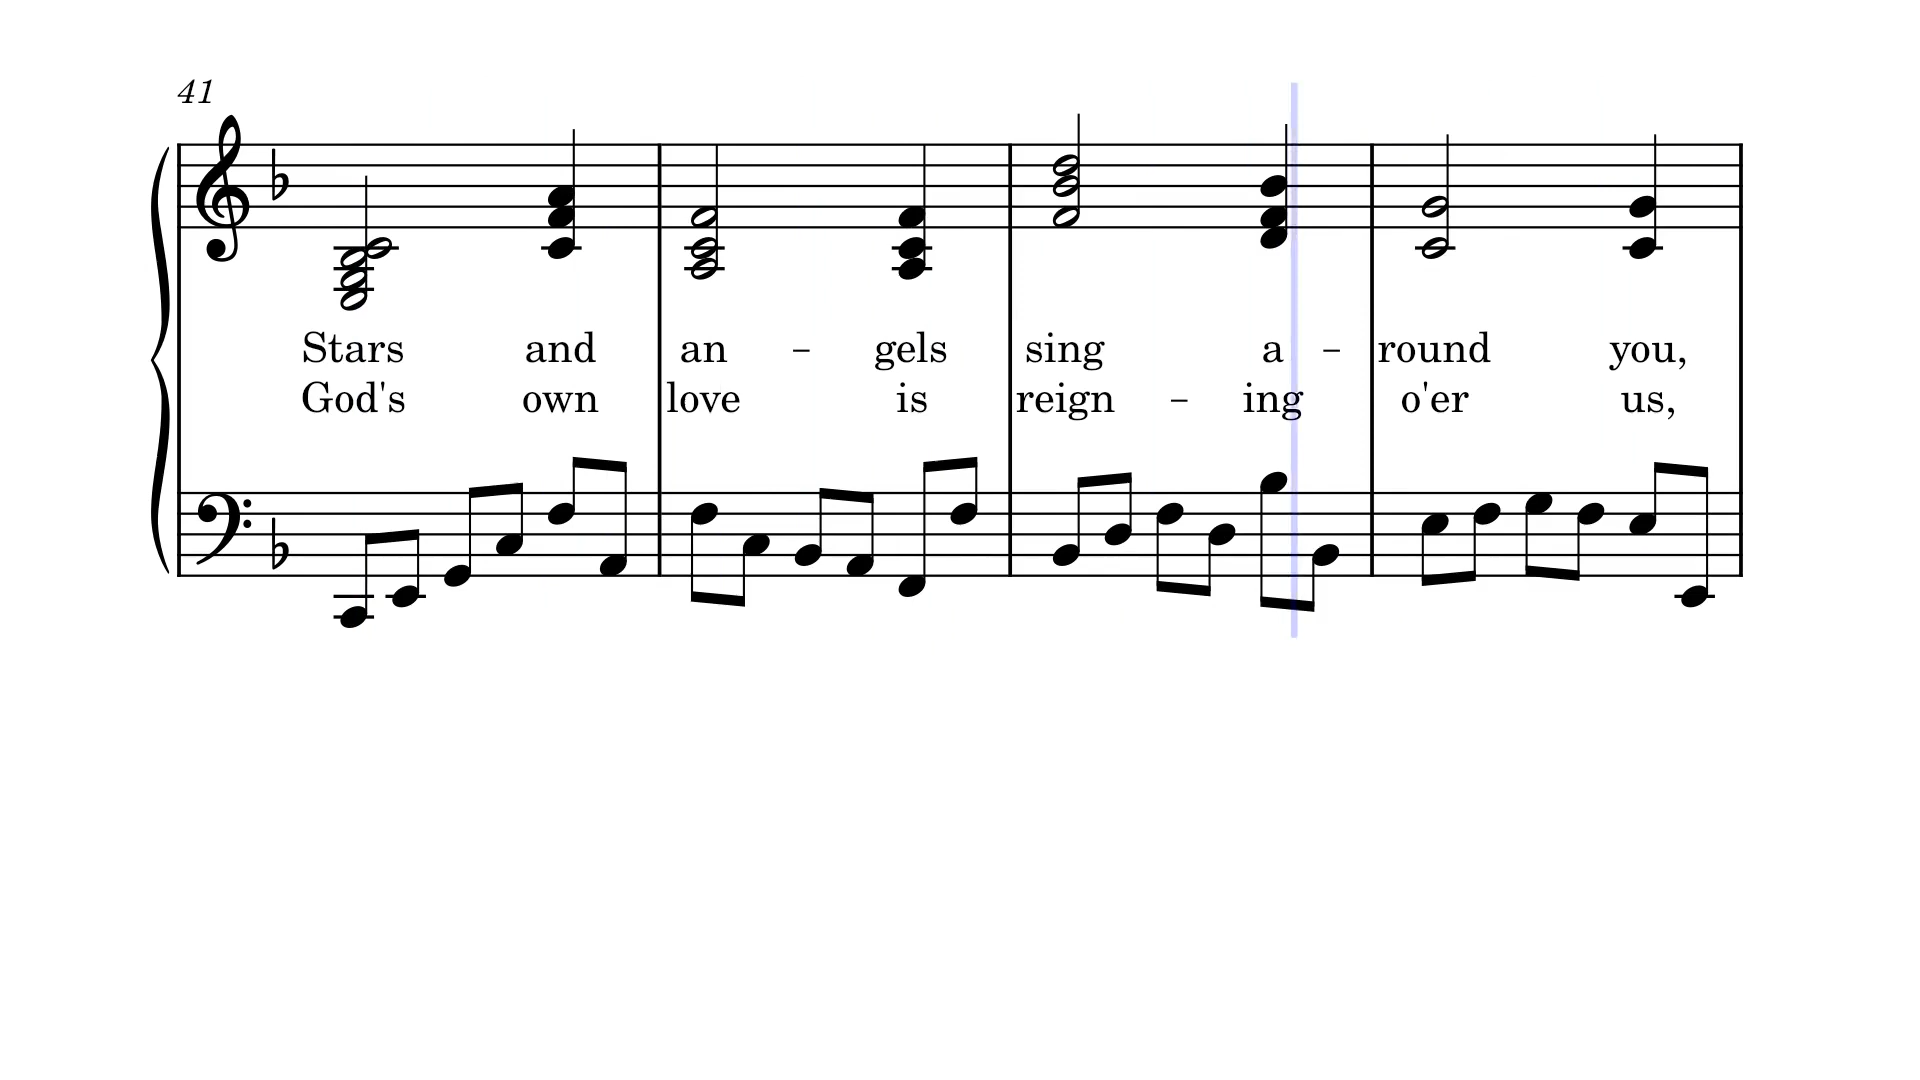 41
Stars and an - gels sing a - round you,
God's own love is reign - ing o'er us,